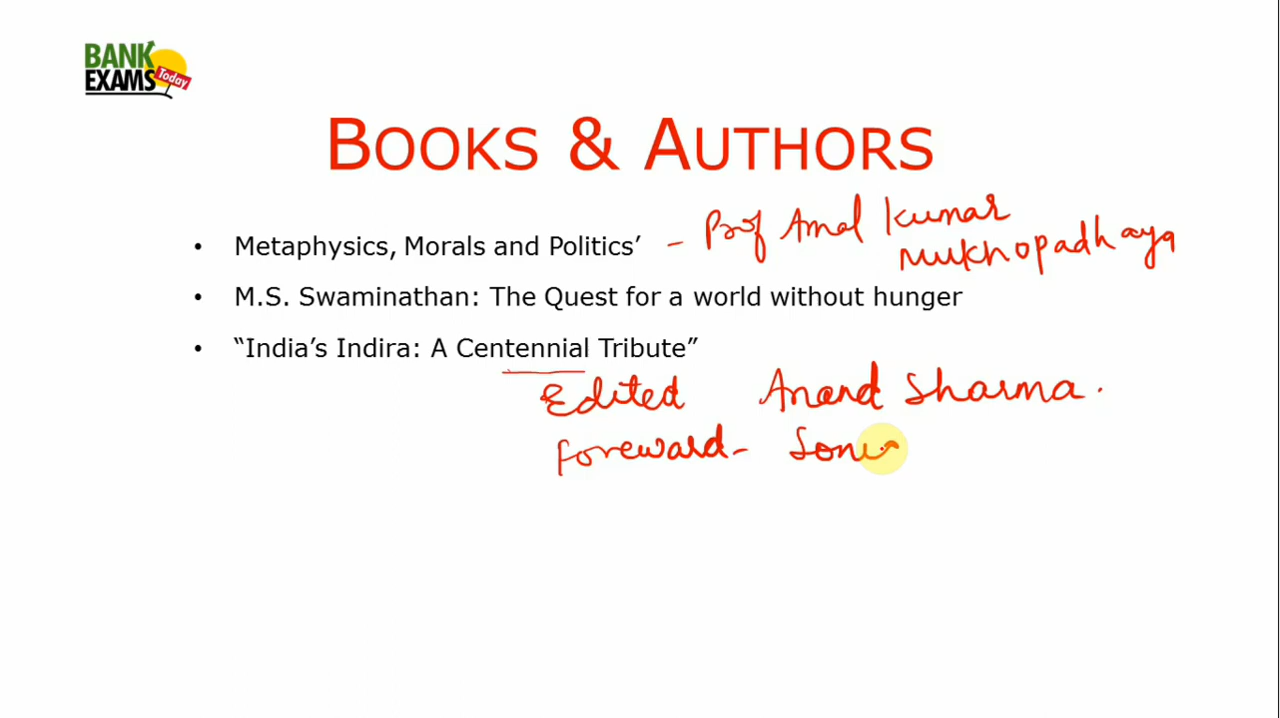 BANK
EXAMS Today
BOOKS & AUTHORS
• Metaphysics, Morals and Politics’ - Prof Amal Kumar
Mukhopadhaya
• M.S. Swaminathan: The Quest for a world without hunger
• “India’s Indira: A Centennial Tribute”
Edited Anand Sharma.
Foreward -